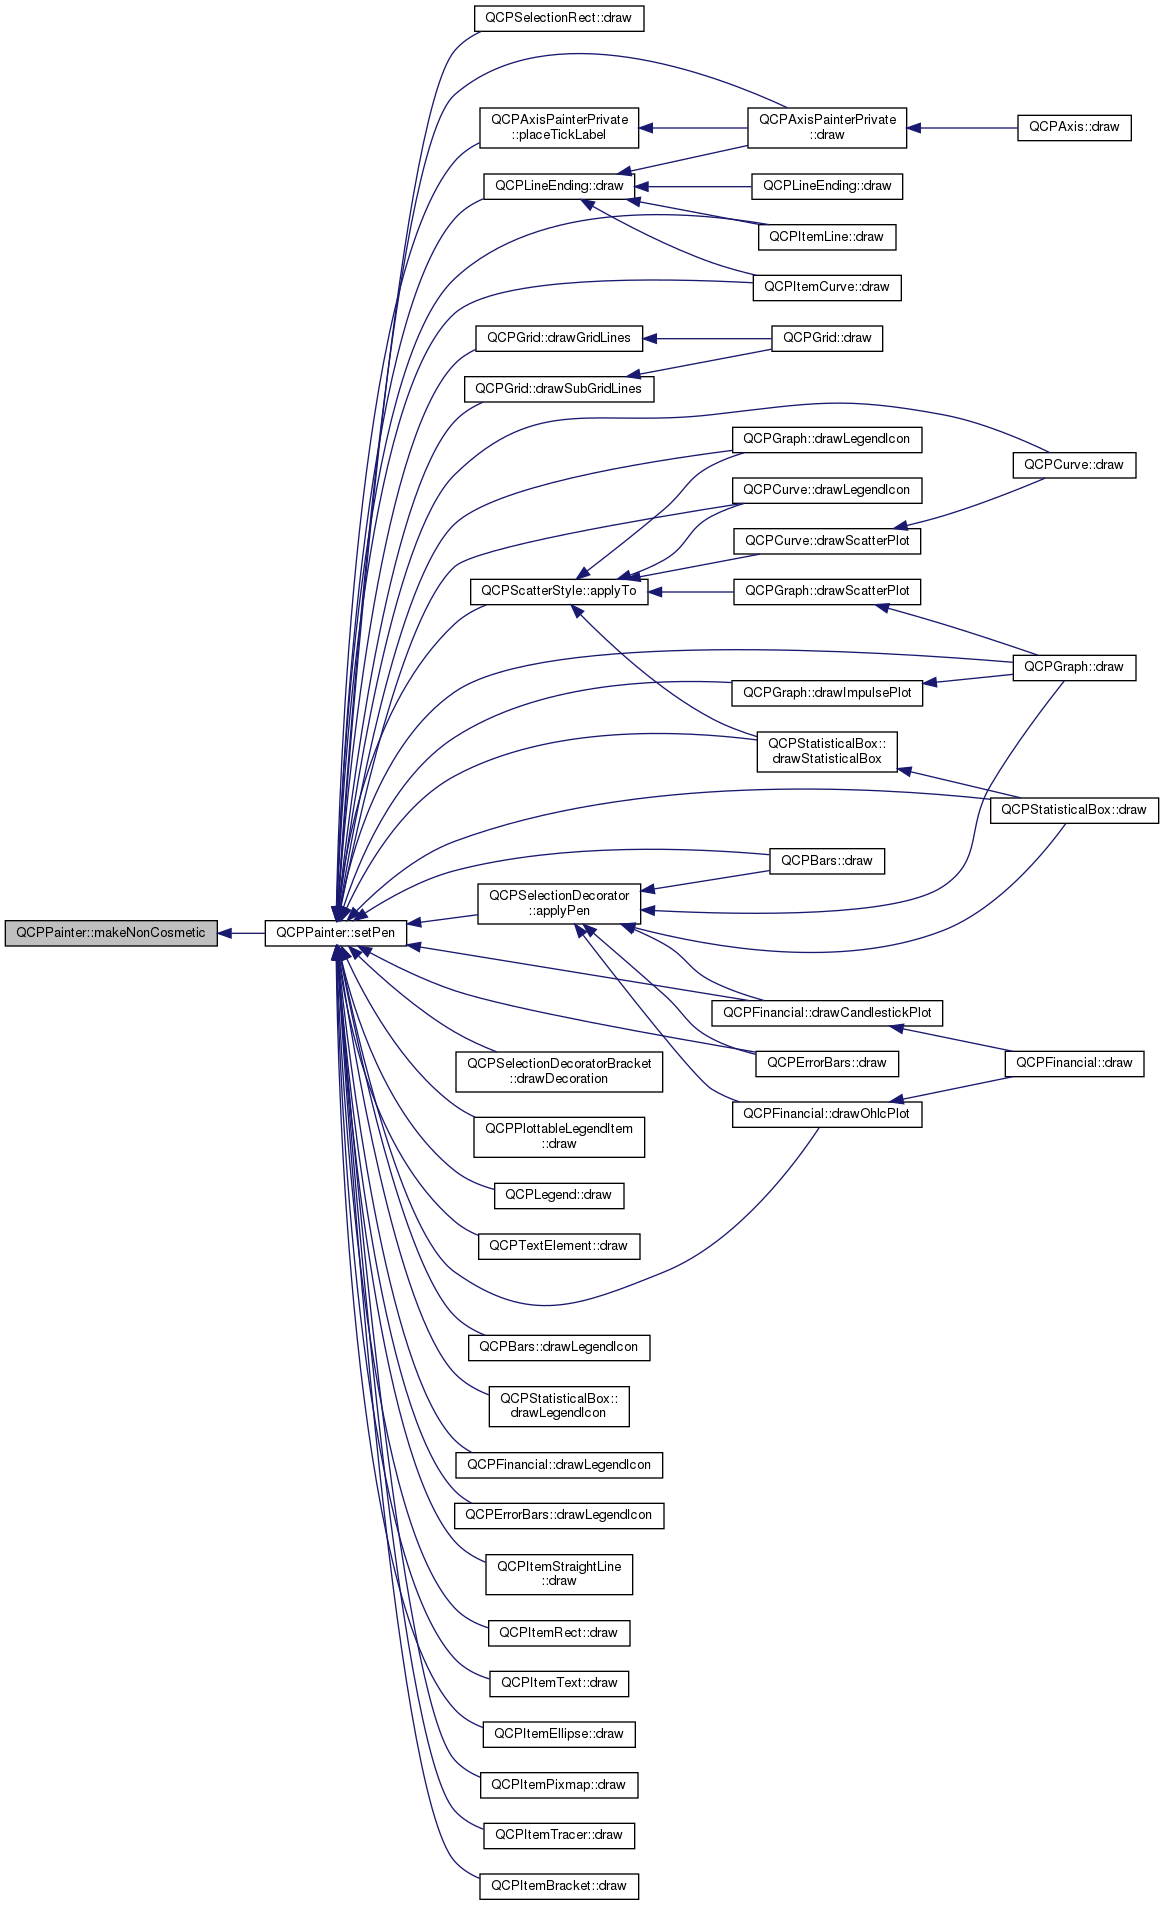 QCPSelectionRect::draw
QCPAxisPainterPrivate
::placeTickLabel
QCPAxisPainterPrivate
::draw
QCPAxis::draw
QCPLineEnding::draw
QCPLineEnding::draw
QCPItemLine::draw
QCPItemCurve::draw
QCPGrid::drawGridLines
QCPGrid::draw
QCPGrid::drawSubGridLines
QCPGraph::drawLegendIcon
QCPCurve::draw
QCPCurve::drawLegendIcon
QCPCurve::drawScatterPlot
QCPScatterStyle::applyTo
QCPGraph::drawScatterPlot
QCPGraph::draw
QCPGraph::drawImpulsePlot
QCPStatisticalBox::
drawStatisticalBox
QCPStatisticalBox::draw
QCPBars::draw
QCPSelectionDecorator
::applyPen
QCPPainter::makeNonCosmetic
QCPPainter::setPen
QCPFinancial::drawCandlestickPlot
QCPSelectionDecoratorBracket
::drawDecoration
QCPErrorBars::draw
QCPFinancial::draw
QCPFinancial::drawOhlcPlot
QCPPlottableLegendItem
::draw
QCPLegend::draw
QCPTextElement::draw
QCPBars::drawLegendIcon
QCPStatisticalBox::
drawLegendIcon
QCPFinancial::drawLegendIcon
QCPErrorBars::drawLegendIcon
QCPItemStraightLine
::draw
QCPItemRect::draw
QCPItemText::draw
QCPItemEllipse::draw
QCPItemPixmap::draw
QCPItemTracer::draw
QCPItemBracket::draw